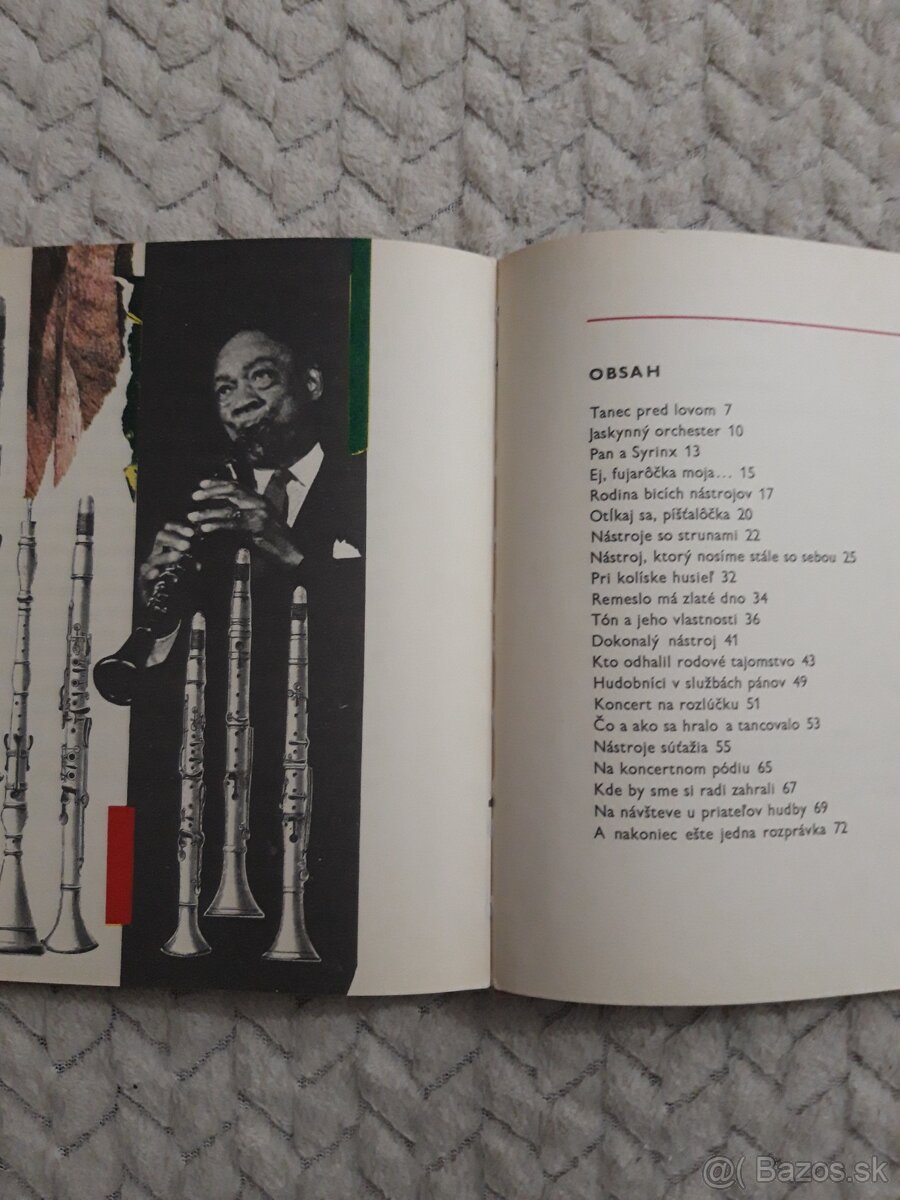 OBSAH
Tanec pred lovom 7
Jaskynný orchester 10
Pan a Syrinx 13
Ej, fujarôčka moja... 15
Rodina bicích nástrojov 17
Otĺkaj sa, píšťalôčka 20
Nástroje so strunami 22
Nástroj, ktorý nosíme stále so sebou 25
Pri kolíske husieľ 32
Remeslo má zlaté dno 34
Tón a jeho vlastnosti 36
Dokonalý nástroj 41
Kto odhalil rodové tajomstvo 43
Hudobníci v službách pánov 49
Koncert na rozlúčku 51
Čo a ako sa hralo a tancovalo 53
Nástroje súťažia 55
Na koncertnom pódiu 65
Kde by sme si radi zahrali 67
Na návšteve u priateľov hudby 69
A nakoniec ešte jedna rozprávka 72
@( Bazos.sk